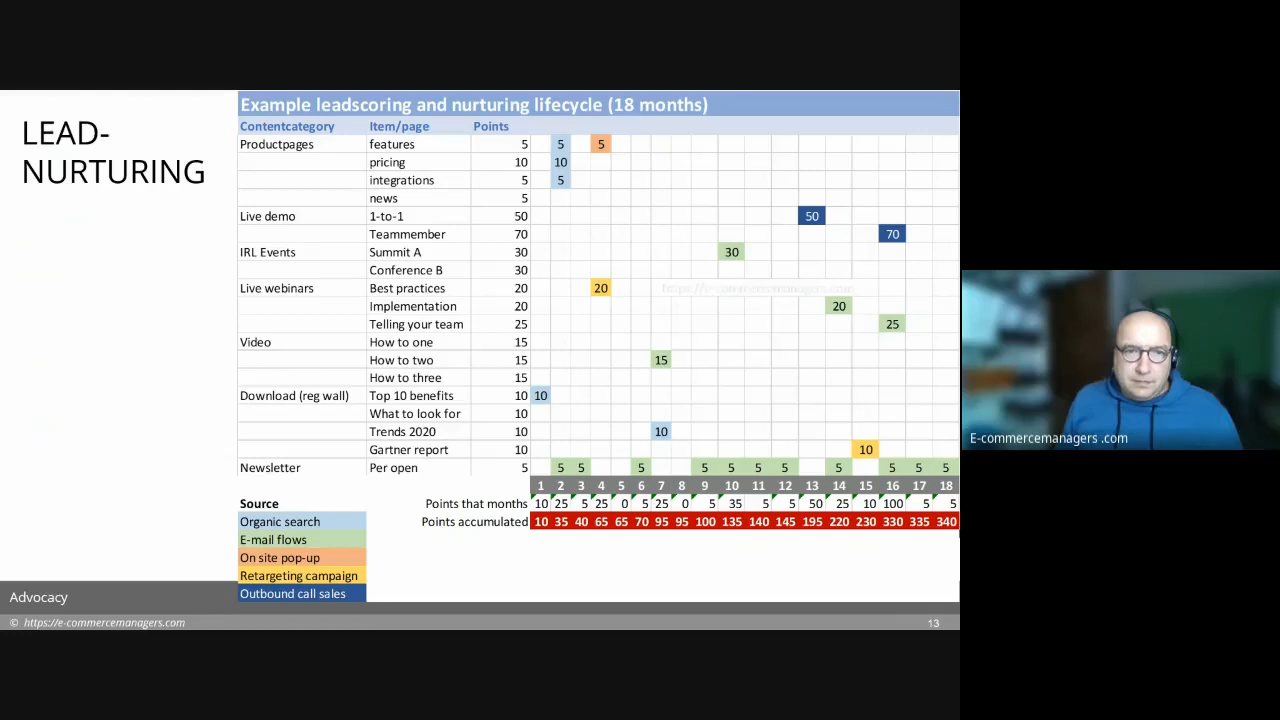 LEAD-
NURTURING
Example leadscoring and nurturing lifecycle (18 months)
Contentcategory Item/page Points
Productpages features 5 5 5
pricing 10 10
integrations 5 5
news 5
Live demo 1-to-1 50 50
Teammember 70 70
IRL Events Summit A 30 30
Conference B 30
Live webinars Best practices 20 20 https://e-commercemanagers.com
Implementation 20 20
Telling your team 25 25
Video How to one 15
How to two 15 15
How to three 15
Download (reg wall) Top 10 benefits 10 10
What to look for 10
Trends 2020 10 10
Gartner report 10 10
Newsletter Per open 5 5 5 5 5 5 5 5 5 5 5 5
1 2 3 4 5 6 7 8 9 10 11 12 13 14 15 16 17 18
Source Points that months 10 25 5 25 0 5 25 0 5 35 5 5 50 25 10 100 5 5
Organic search Points accumulated 10 35 40 65 65 70 95 95 100 135 140 145 195 220 230 330 335 340
E-mail flows
On site pop-up
Retargeting campaign
Outbound call sales
Advocacy
© https://e-commercemanagers.com 13
E-commercemanagers .com